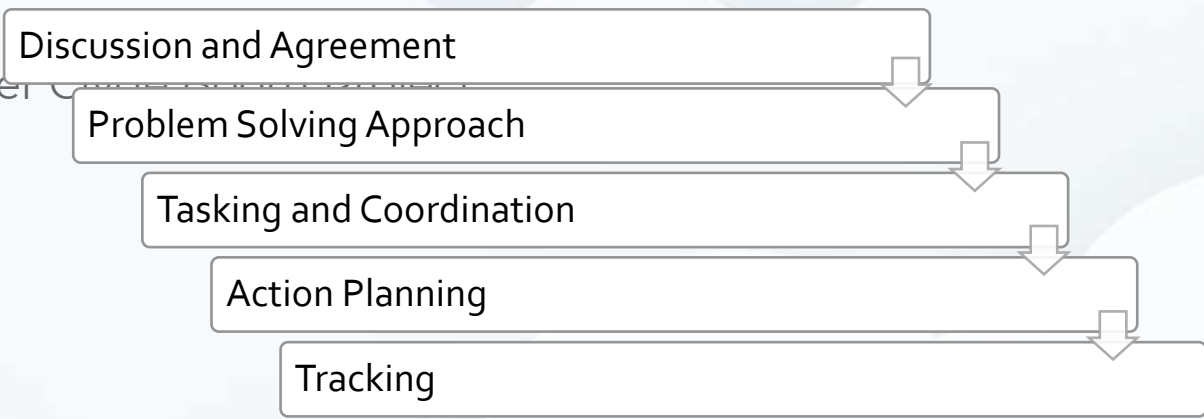 Discussion and Agreement
Problem Solving Approach
Tasking and Coordination
Action Planning
Tracking